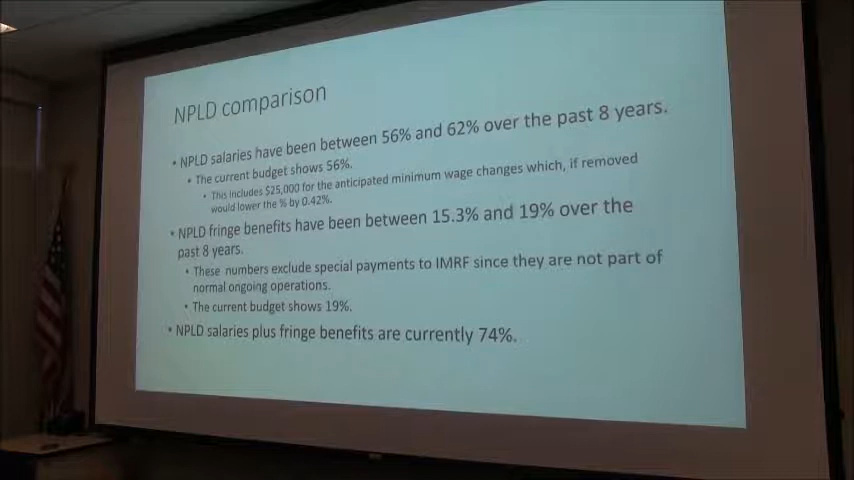 NPLD comparison
• NPLD salaries have been between 56% and 62% over the past 8 years.
• The current budget shows 56%.
• This includes $25,000 for the anticipated minimum wage changes which, if removed
would lower the % by 0.42%.
• NPLD fringe benefits have been between 15.3% and 19% over the
past 8 years.
• These numbers exclude special payments to IMRF since they are not part of
normal ongoing operations.
• The current budget shows 19%.
• NPLD salaries plus fringe benefits are currently 74%.